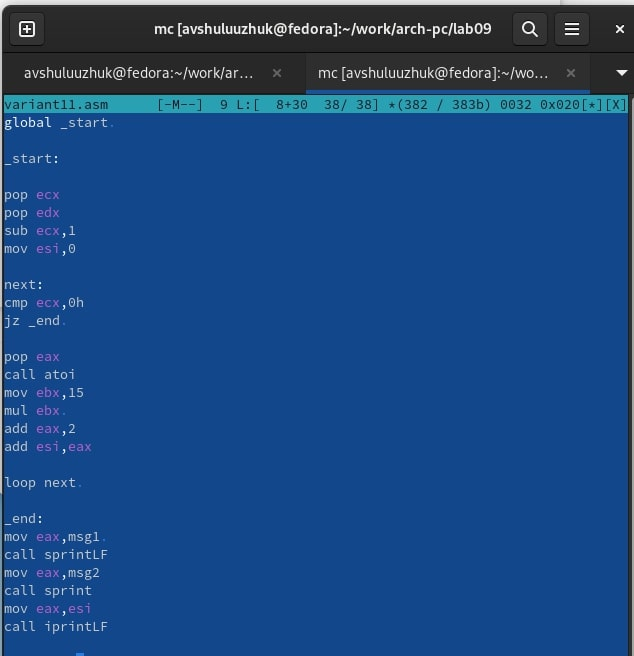 mc [avshuluuzhuk@fedora]:~/work/arch-pc/lab09
avshuluuzhuk@fedora:~/work/ar...
mc [avshuluuzhuk@fedora]:~/wo...
variant11.asm [-M--] 9 L:[ 8+30 38/ 38] *(382 / 383b) 0032 0x020[*][X]
global _start.
_start:
pop ecx
pop edx
sub ecx,1
mov esi,0
next:
cmp ecx,0h
jz _end.
pop eax
call atoi
mov ebx,15
mul ebx.
add eax,2
add esi,eax
loop next.
_end:
mov eax,msg1.
call sprintLF
mov eax,msg2
call sprint
mov eax,esi
call iprintLF